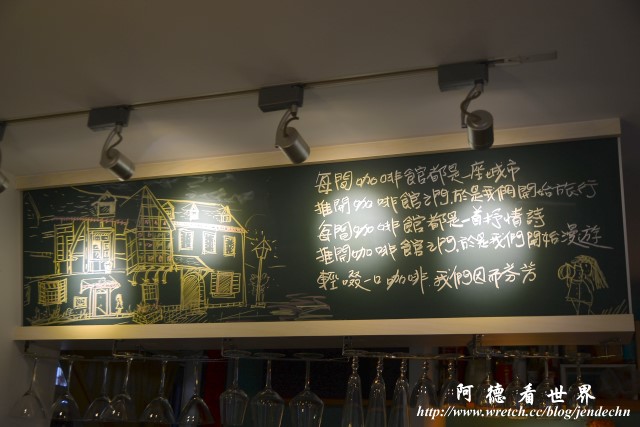 每間咖啡館都是一座城市
推開咖啡館之門,於是我們開始旅行
每間咖啡館都是一首抒情詩
推開咖啡館之門,於是我們開始漫遊
輕啜一口咖啡.我們因而芬芳
阿德看世界
http://www.wretch.cc/blog/jendechn